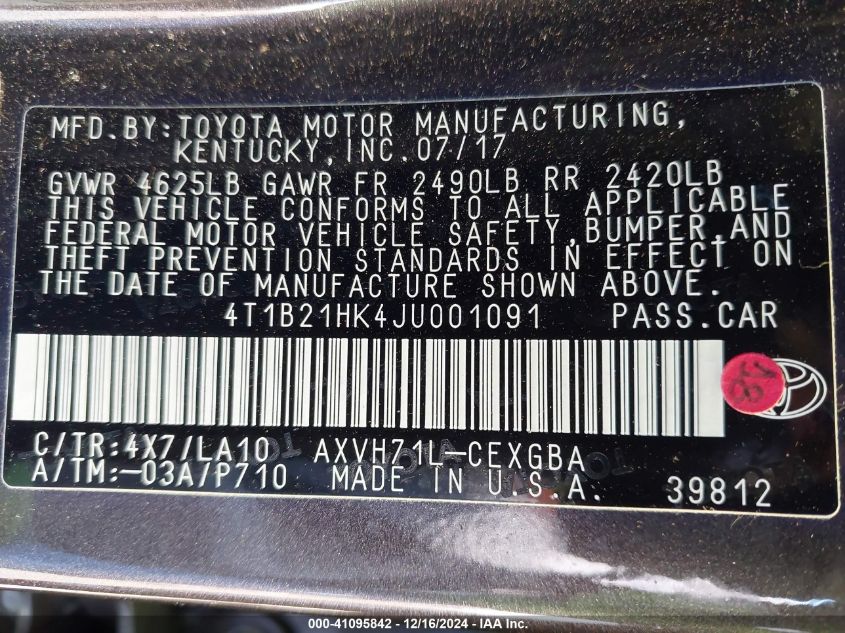 MFD.BY:TOYOTA MOTOR MANUFACTURING,
KENTUCKY,INC.07/17
GVWR 4625LB GAWR FR 2490LB RR 2420LB
THIS VEHICLE CONFORMS TO ALL APPLICABLE
FEDERAL MOTOR VEHICLE SAFETY,BUMPER,AND
THEFT PREVENTION STANDARDS IN EFFECT ON
THE DATE OF MANUFACTURE SHOWN ABOVE.
4T1B21HK4JU001091 PASS.CAR
18
C/TR:4X7/LA10 AXVH71L-CEXGBA
A/TM:-03A/P710 MADE IN U.S.A. 39812
000-41095842 - 12/16/2024 - IAA, Inc.